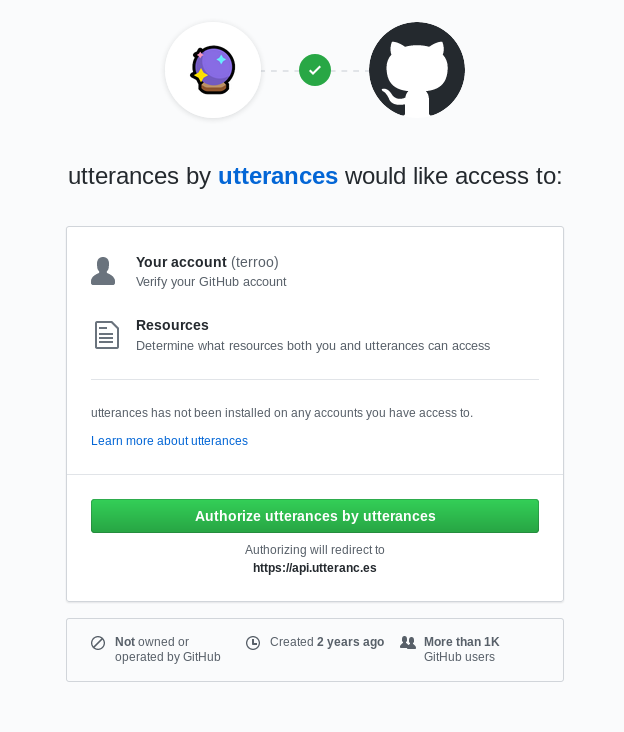 utterances by utterances would like access to:
Your account (terroo)
Verify your GitHub account
Resources
Determine what resources both you and utterances can access
utterances has not been installed on any accounts you have access to.
Learn more about utterances
Authorize utterances by utterances
Authorizing will redirect to
https://api.utteranc.es
Not owned or
operated by GitHub
Created 2 years ago
More than 1K
GitHub users